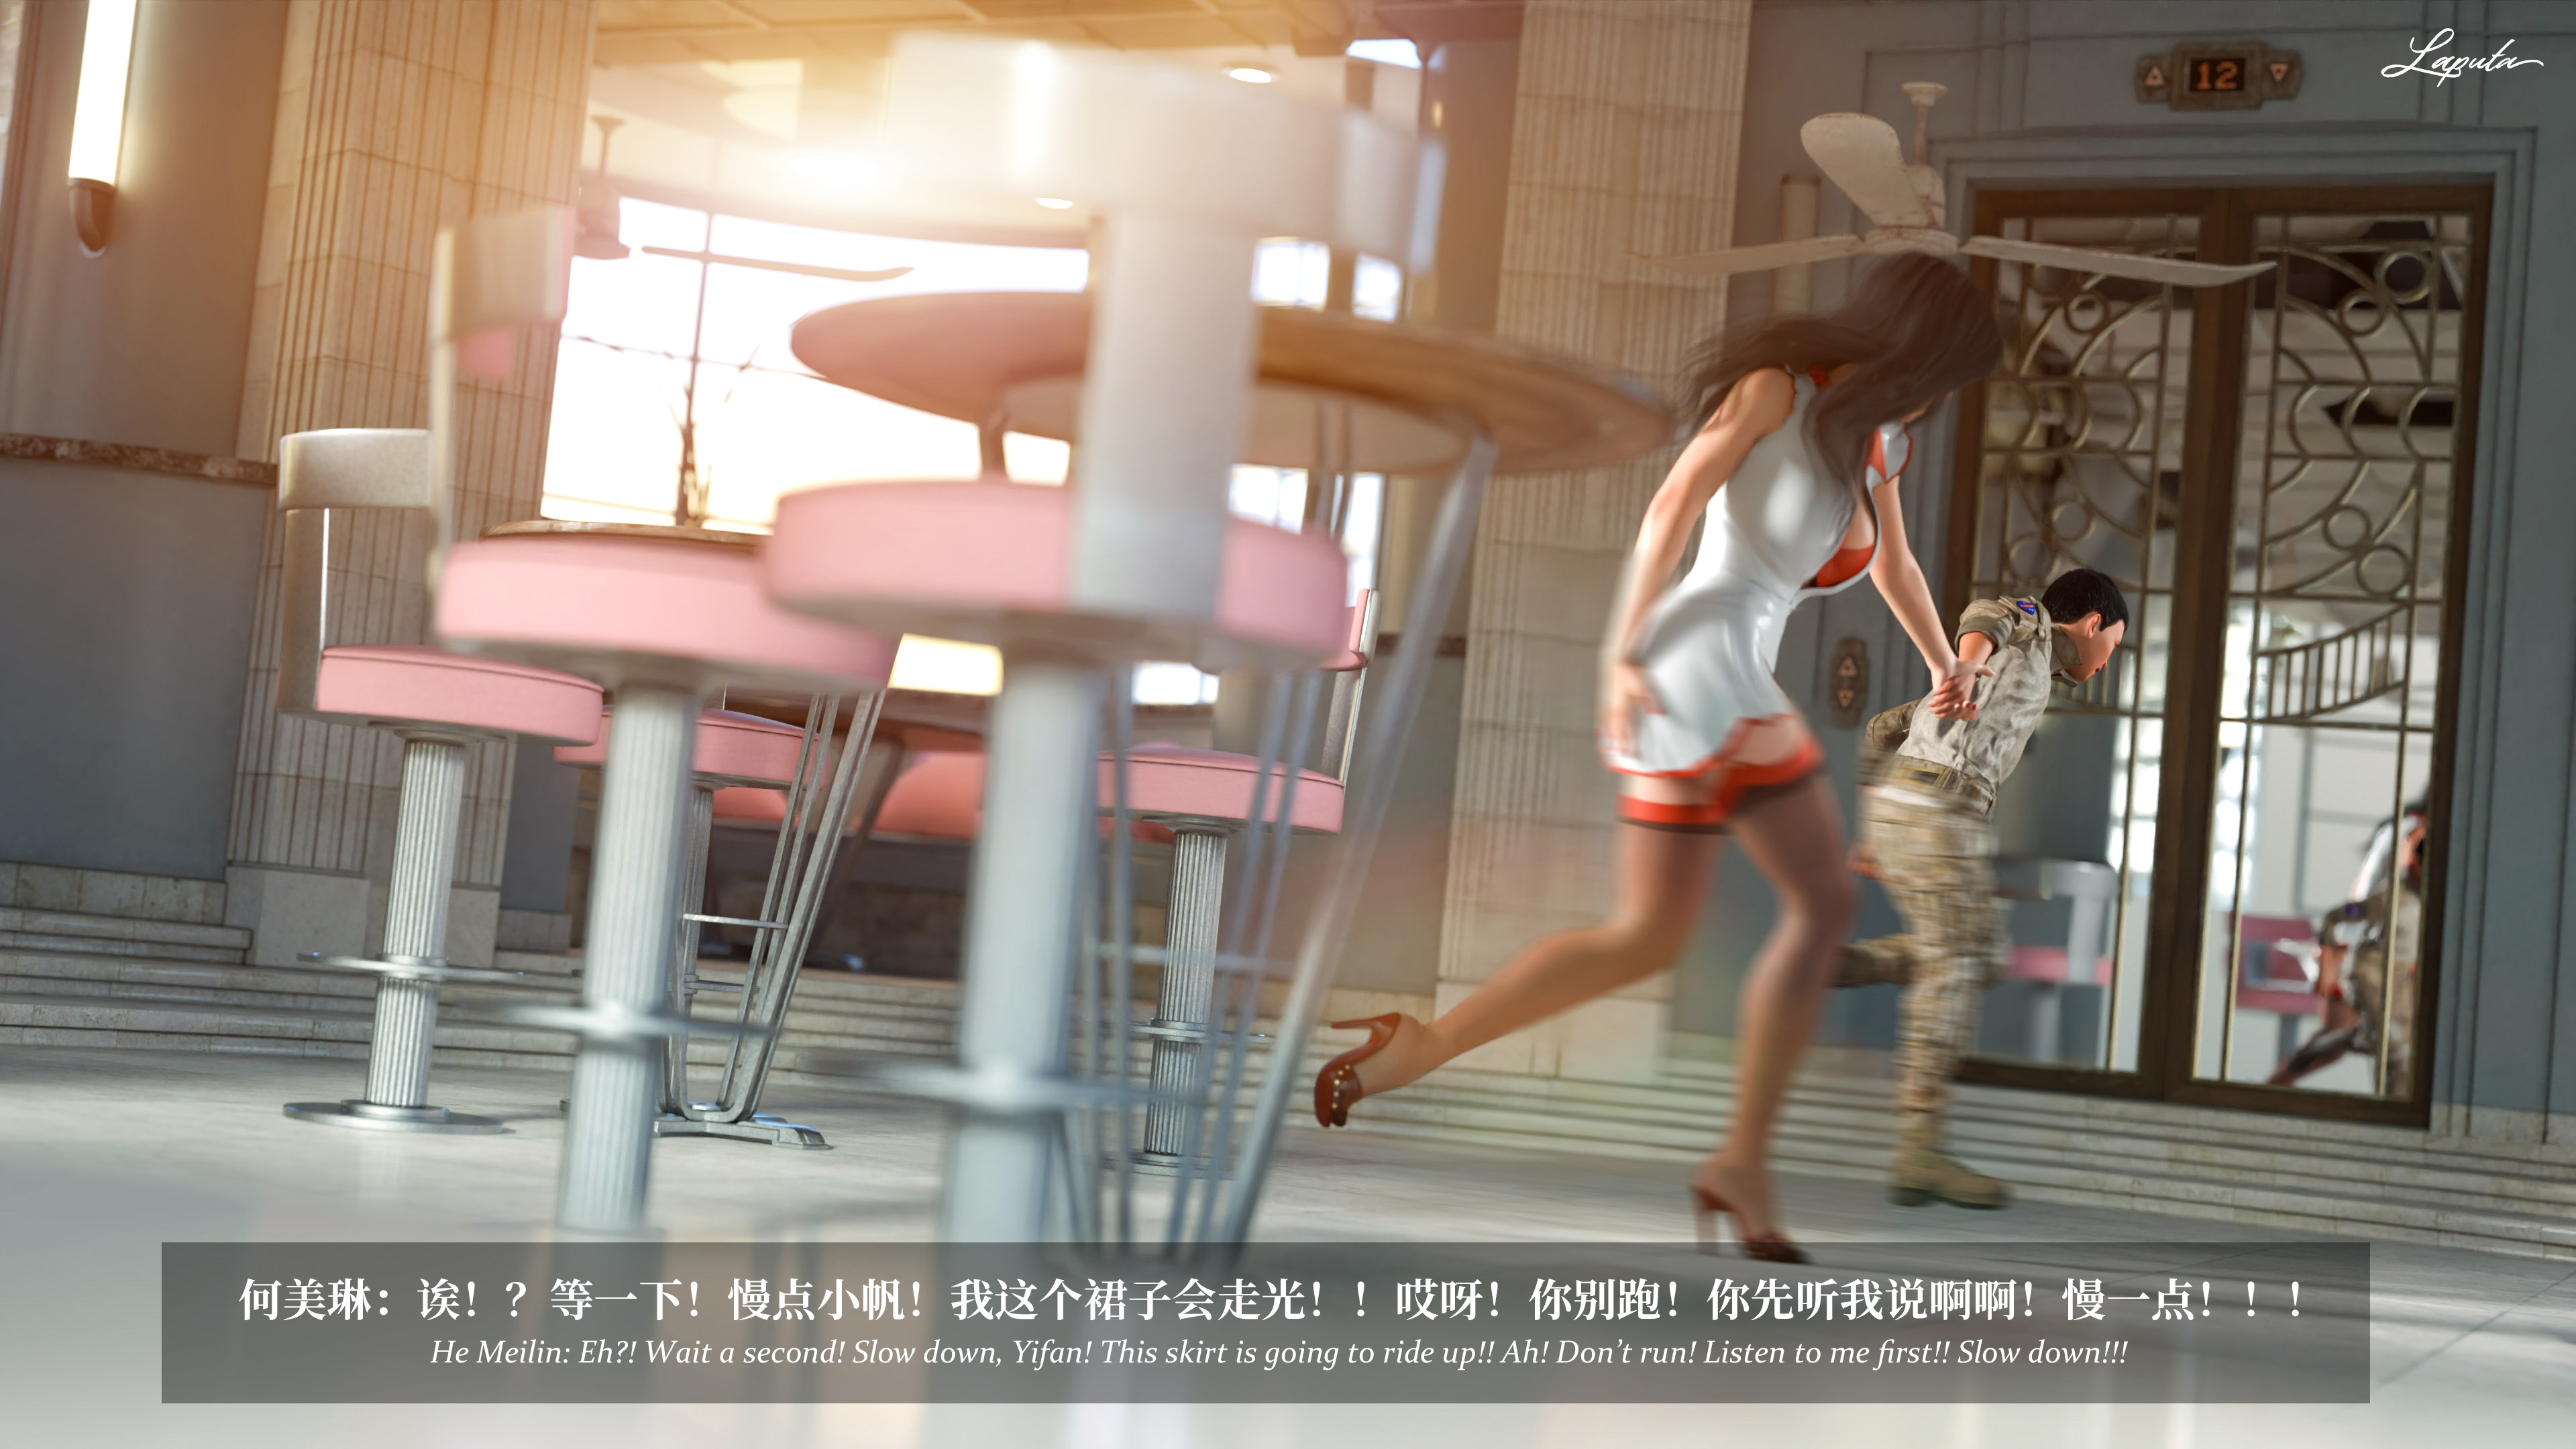 Laputa
12
何美琳：诶！？等一下！慢点小帆！我这个裙子会走光！！哎呀！你别跑！你先听我说啊啊！慢一点！！！
He Meilin: Eh?! Wait a second! Slow down, Yifan! This skirt is going to ride up!! Ah! Don’t run! Listen to me first!! Slow down!!!